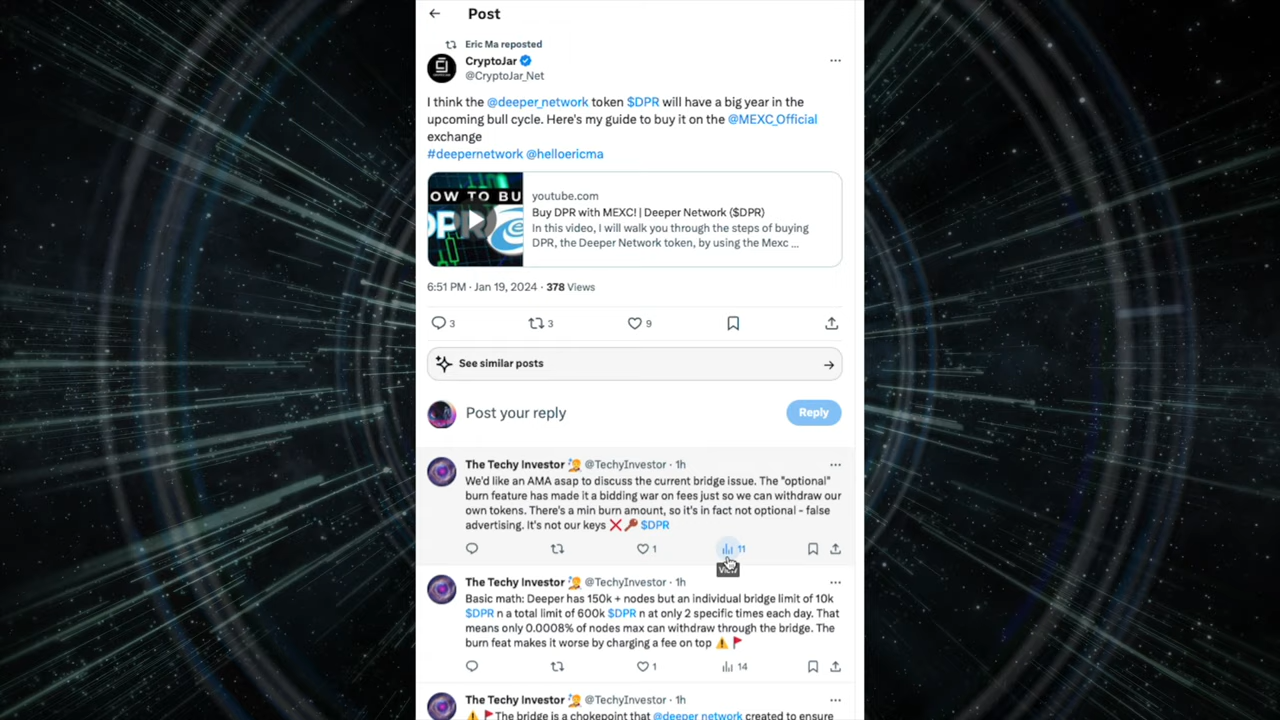 Post
Eric Ma reposted
CryptoJar
@CryptoJar_Net
I think the @deeper_network token $DPR will have a big year in the
upcoming bull cycle. Here's my guide to buy it on the @MEXC_Official
exchange
#deepernetwork @helloericma
OW TO BU
DPR
youtube.com
Buy DPR with MEXC! | Deeper Network ($DPR)
In this video, I will walk you through the steps of buying
DPR, the Deeper Network token, by using the Mexc ...
6:51 PM · Jan 19, 2024 · 378 Views
3 3 9
See similar posts
Post your reply Reply
The Techy Investor @TechyInvestor · 1h
We'd like an AMA asap to discuss the current bridge issue. The "optional"
burn feature has made it a bidding war on fees just so we can withdraw our
own tokens. There's a min burn amount, so it's in fact not optional - false
advertising. It's not our keys ❌ 🔑 $DPR
1 11
View
The Techy Investor @TechyInvestor · 1h
Basic math: Deeper has 150k + nodes but an individual bridge limit of 10k
$DPR n a total limit of 600k $DPR n at only 2 specific times each day. That
means only 0.0008% of nodes max can withdraw through the bridge. The
burn feat makes it worse by charging a fee on top ⚠️ 🚩
1 14
The Techy Investor @TechyInvestor · 1h
⚠️ 🚩The bridge is a chokepoint that @deeper_network created to ensure